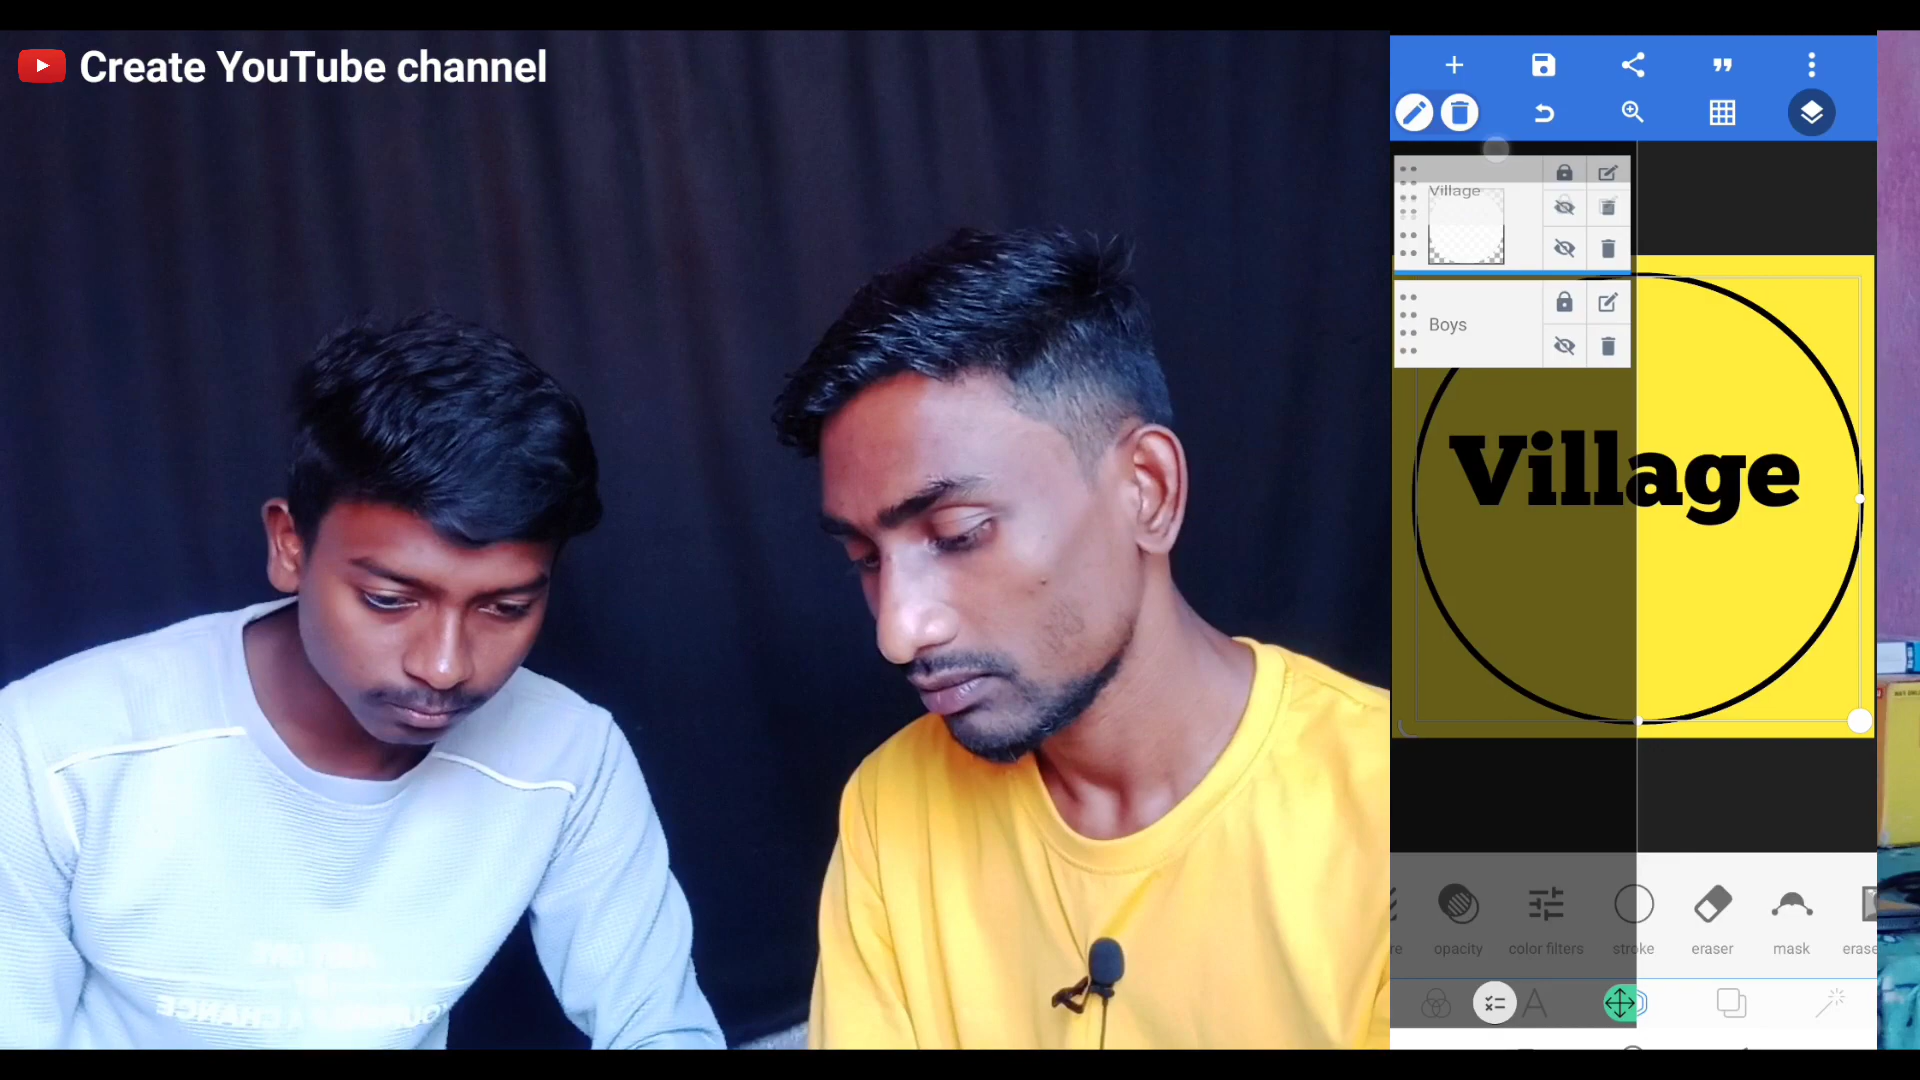 Create YouTube channel
Village
Boys
Village
opacity
color filters
stroke
eraser
mask